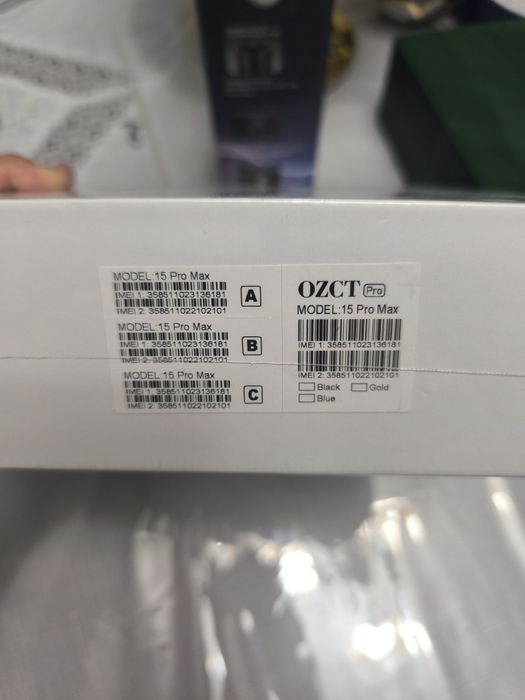 MODEL:15 Pro Max
IMEI 1: 358511023136181
IMEI 2: 358511022102101
A
MODEL:15 Pro Max
IMEI 1: 358511023136181
IMEI 2: 358511022102101
B
MODEL:15 Pro Max
IMEI 1: 358511023136181
IMEI 2: 358511022102101
C
OZCT Pro
MODEL:15 Pro Max
IMEI 1: 358511023136181
IMEI 2: 358511022102101
Black Gold
Blue